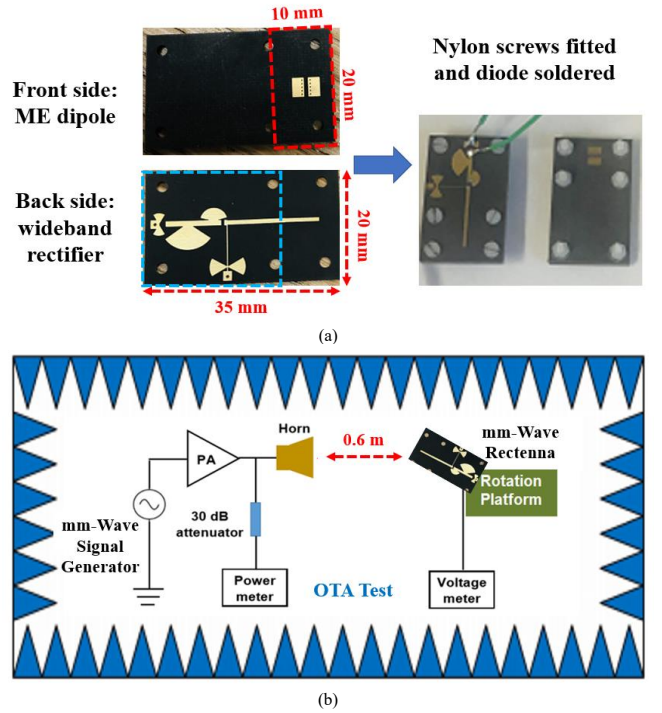 10 mm
Front side:
ME dipole
20 mm
Nylon screws fitted
and diode soldered
Back side:
wideband
rectifier
20 mm
35 mm
(a)
Horn
PA
0.6 m
mm-Wave
Rectenna
Rotation
Platform
mm-Wave
Signal
Generator
30 dB
attenuator
Power
meter
OTA Test
Voltage
meter
(b)